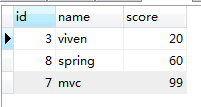 id name score
3 viven 20
8 spring 60
7 mvc 99